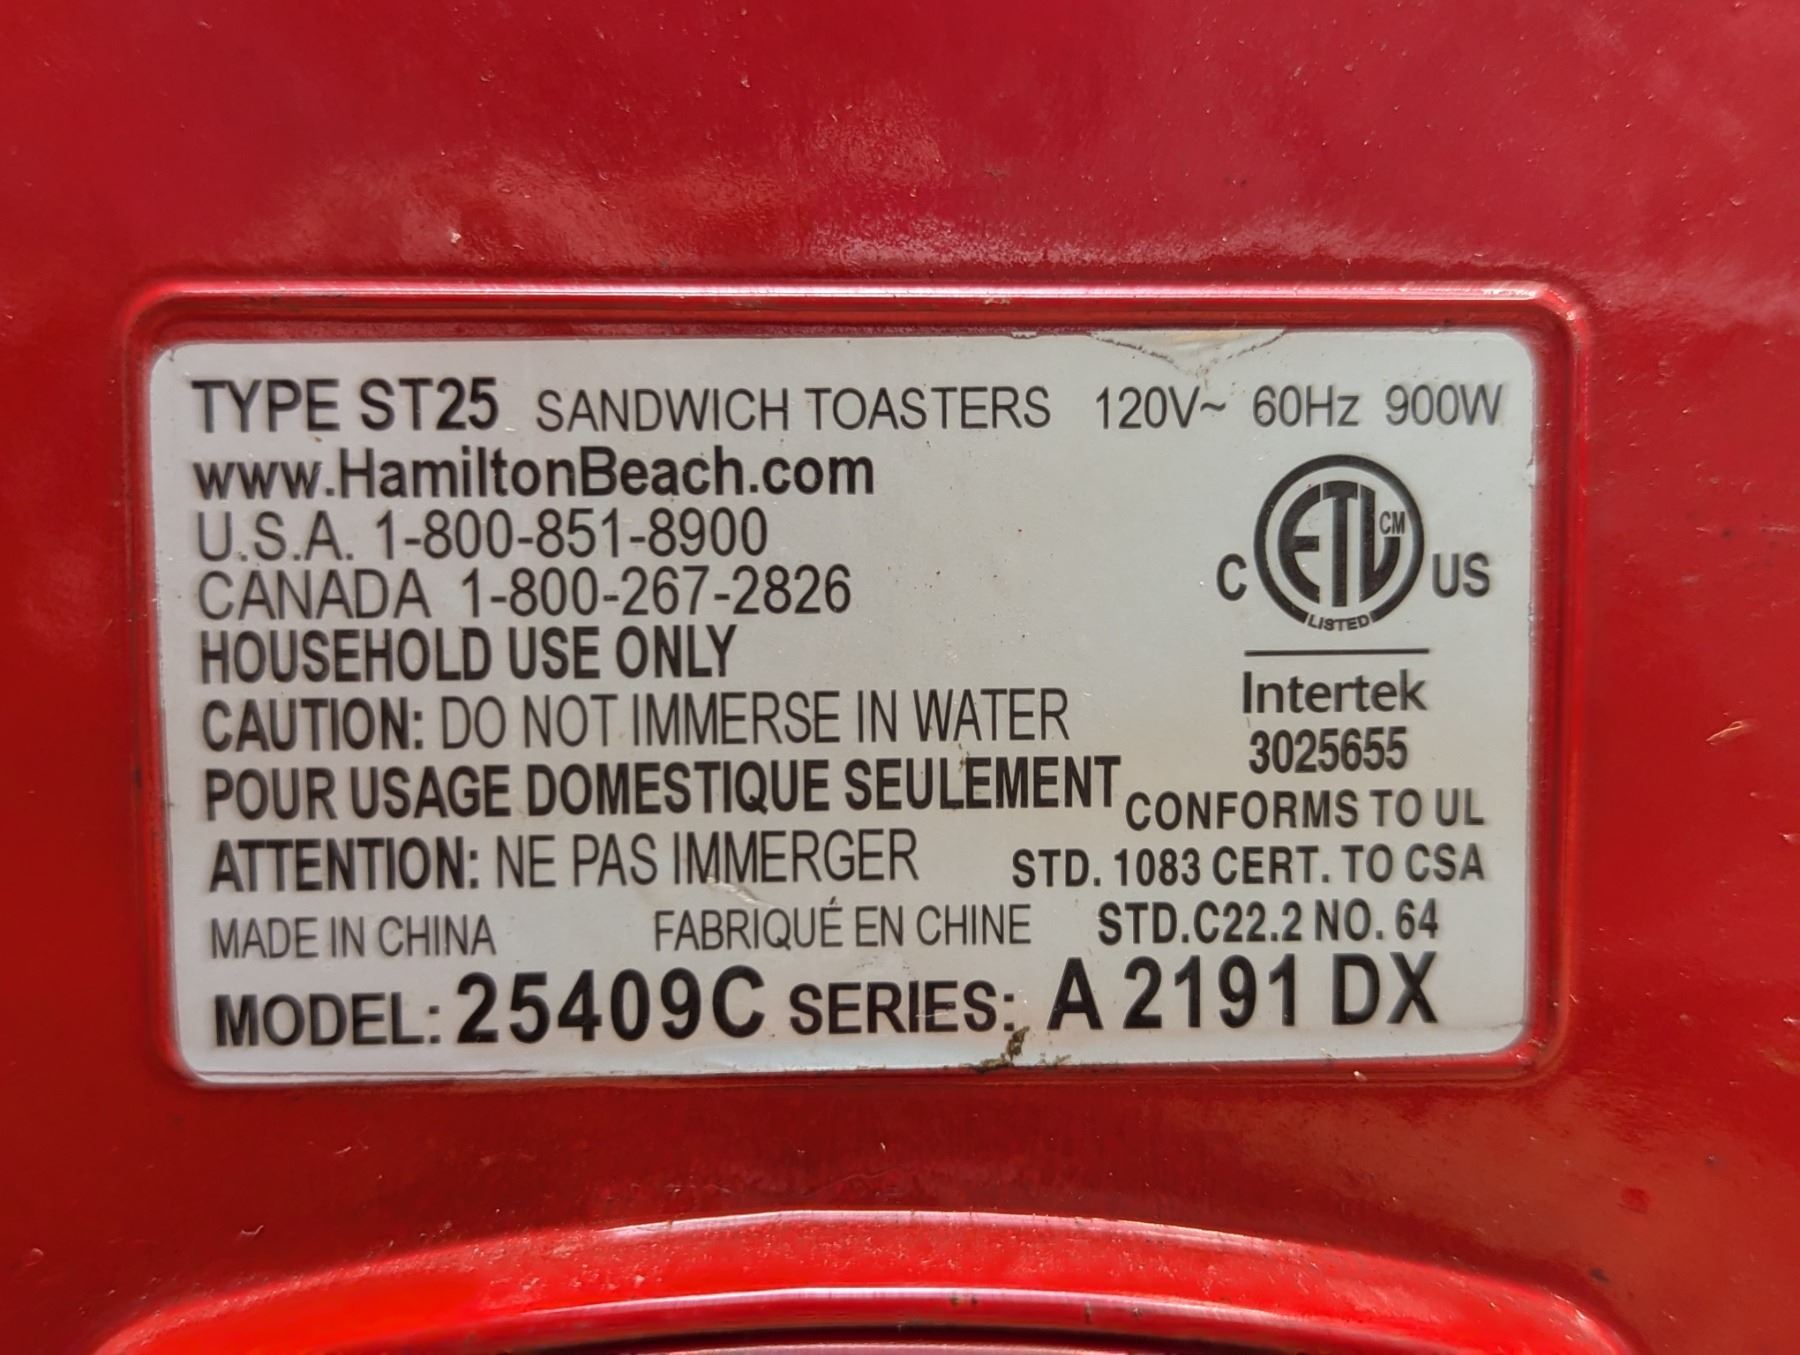 TYPE ST25 SANDWICH TOASTERS 120V~ 60Hz 900W
www.HamiltonBeach.com
U.S.A. 1-800-851-8900
CANADA 1-800-267-2826
HOUSEHOLD USE ONLY
CAUTION: DO NOT IMMERSE IN WATER
POUR USAGE DOMESTIQUE SEULEMENT
ATTENTION: NE PAS IMMERGER
MADE IN CHINA FABRIQUÉ EN CHINE
C ETL CM US
LISTED
Intertek
3025655
CONFORMS TO UL
STD. 1083 CERT. TO CSA
STD.C22.2 NO. 64
MODEL: 25409C SERIES: A 2191 DX